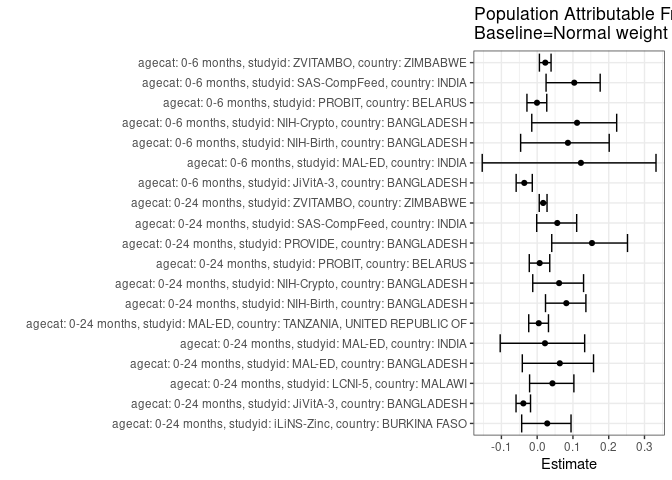 Population Attributable
Baseline=Normal weight
agecat: 0-6 months, studyid: ZVITAMBO, country: ZIMBABWE
agecat: 0-6 months, studyid: SAS-CompFeed, country: INDIA
agecat: 0-6 months, studyid: PROBIT, country: BELARUS
agecat: 0-6 months, studyid: NIH-Crypto, country: BANGLADESH
agecat: 0-6 months, studyid: NIH-Birth, country: BANGLADESH
agecat: 0-6 months, studyid: MAL-ED, country: INDIA
agecat: 0-6 months, studyid: JiVitA-3, country: BANGLADESH
agecat: 0-24 months, studyid: ZVITAMBO, country: ZIMBABWE
agecat: 0-24 months, studyid: SAS-CompFeed, country: INDIA
agecat: 0-24 months, studyid: PROVIDE, country: BANGLADESH
agecat: 0-24 months, studyid: PROBIT, country: BELARUS
agecat: 0-24 months, studyid: NIH-Crypto, country: BANGLADESH
agecat: 0-24 months, studyid: NIH-Birth, country: BANGLADESH
agecat: 0-24 months, studyid: MAL-ED, country: TANZANIA, UNITED REPUBLIC OF
agecat: 0-24 months, studyid: MAL-ED, country: INDIA
agecat: 0-24 months, studyid: MAL-ED, country: BANGLADESH
agecat: 0-24 months, studyid: LCNI-5, country: MALAWI
agecat: 0-24 months, studyid: JiVitA-3, country: BANGLADESH
agecat: 0-24 months, studyid: iLiNS-Zinc, country: BURKINA FASO
-0.1 0.0 0.1 0.2 0.3
Estimate